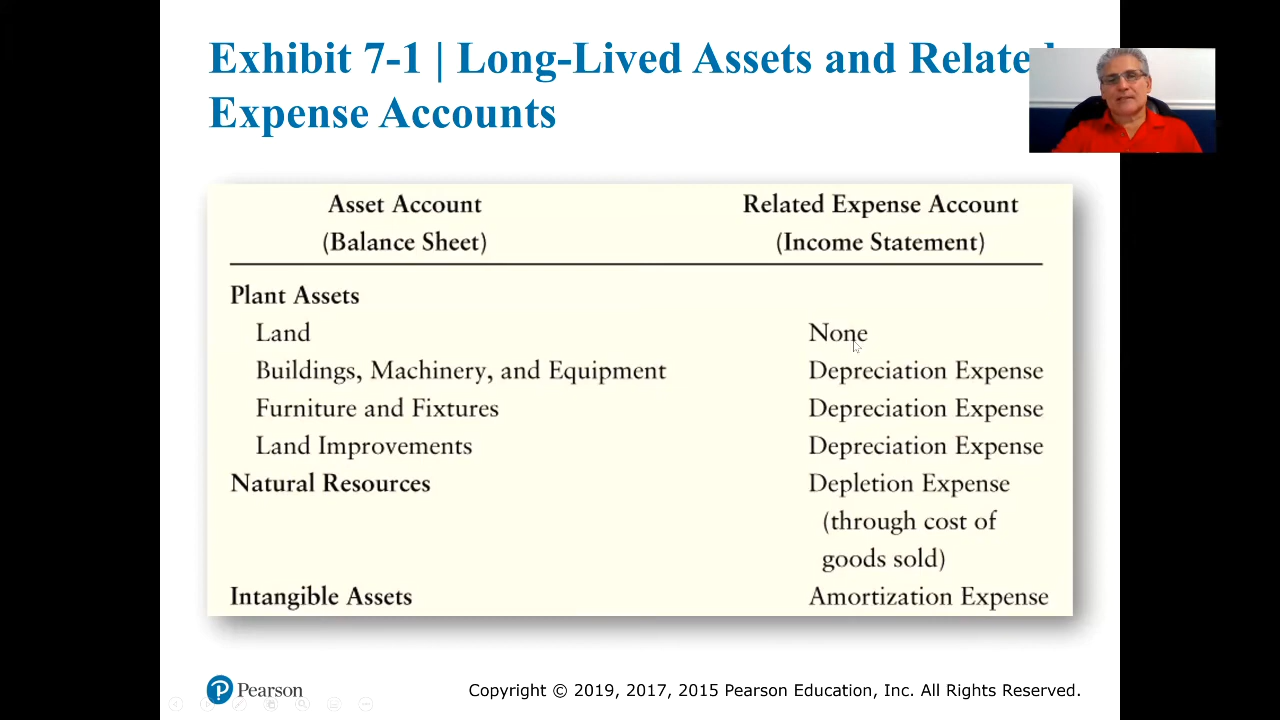 Exhibit 7-1 | Long-Lived Assets and Related
Expense Accounts
Asset Account Related Expense Account
(Balance Sheet) (Income Statement)
Plant Assets
Land None
Buildings, Machinery, and Equipment Depreciation Expense
Furniture and Fixtures Depreciation Expense
Land Improvements Depreciation Expense
Natural Resources Depletion Expense
(through cost of
goods sold)
Intangible Assets Amortization Expense
Pearson Copyright © 2019, 2017, 2015 Pearson Education, Inc. All Rights Reserved.